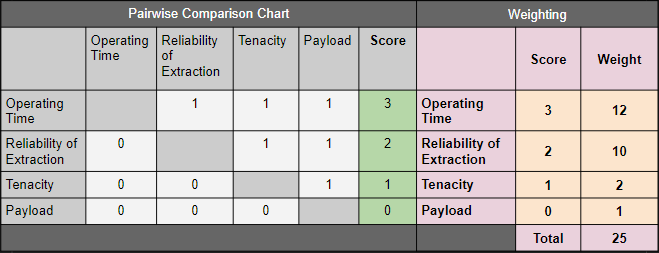 Pairwise Comparison Chart Weighting
Operating Time Reliability of Extraction Tenacity Payload Score Score Weight
Operating Time 1 1 1 3 Operating Time 3 12
Reliability of Extraction 0 1 1 2 Reliability of Extraction 2 10
Tenacity 0 0 1 1 Tenacity 1 2
Payload 0 0 0 0 Payload 0 1
Total 25